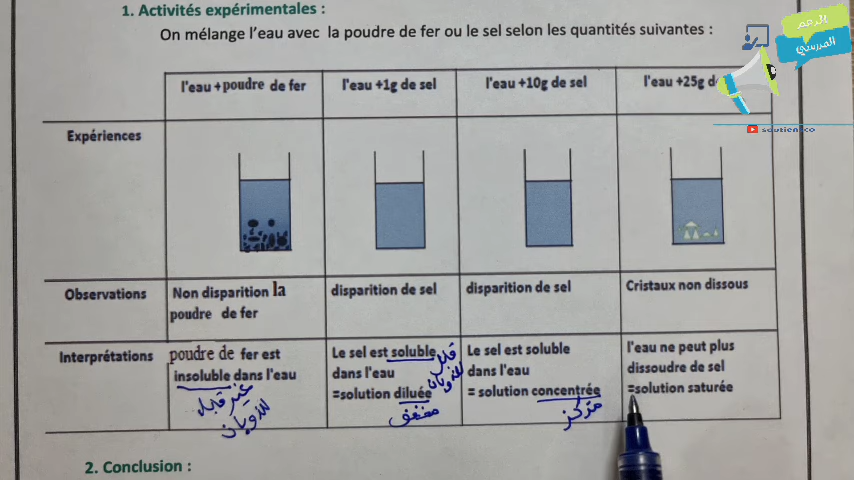 1. Activités expérimentales :
On mélange l'eau avec la poudre de fer ou le sel selon les quantités suivantes :
الدعم
المدرسي
l'eau +poudre de fer
l'eau +1g de sel
l'eau +10g de sel
l'eau +25g d
soutien
co
Expériences
Observations
Non disparition la
poudre de fer
disparition de sel
disparition de sel
Cristaux non dissous
Interprétations
poudre de fer est
insoluble dans l'eau
غير قابل
للذوبان
Le sel est soluble
dans l'eau
=solution diluée
قابل
للذوبان
مخفف
Le sel est soluble
dans l'eau
= solution concentrée
مركز
l'eau ne peut plus
dissoudre de sel
=solution saturée
2. Conclusion :